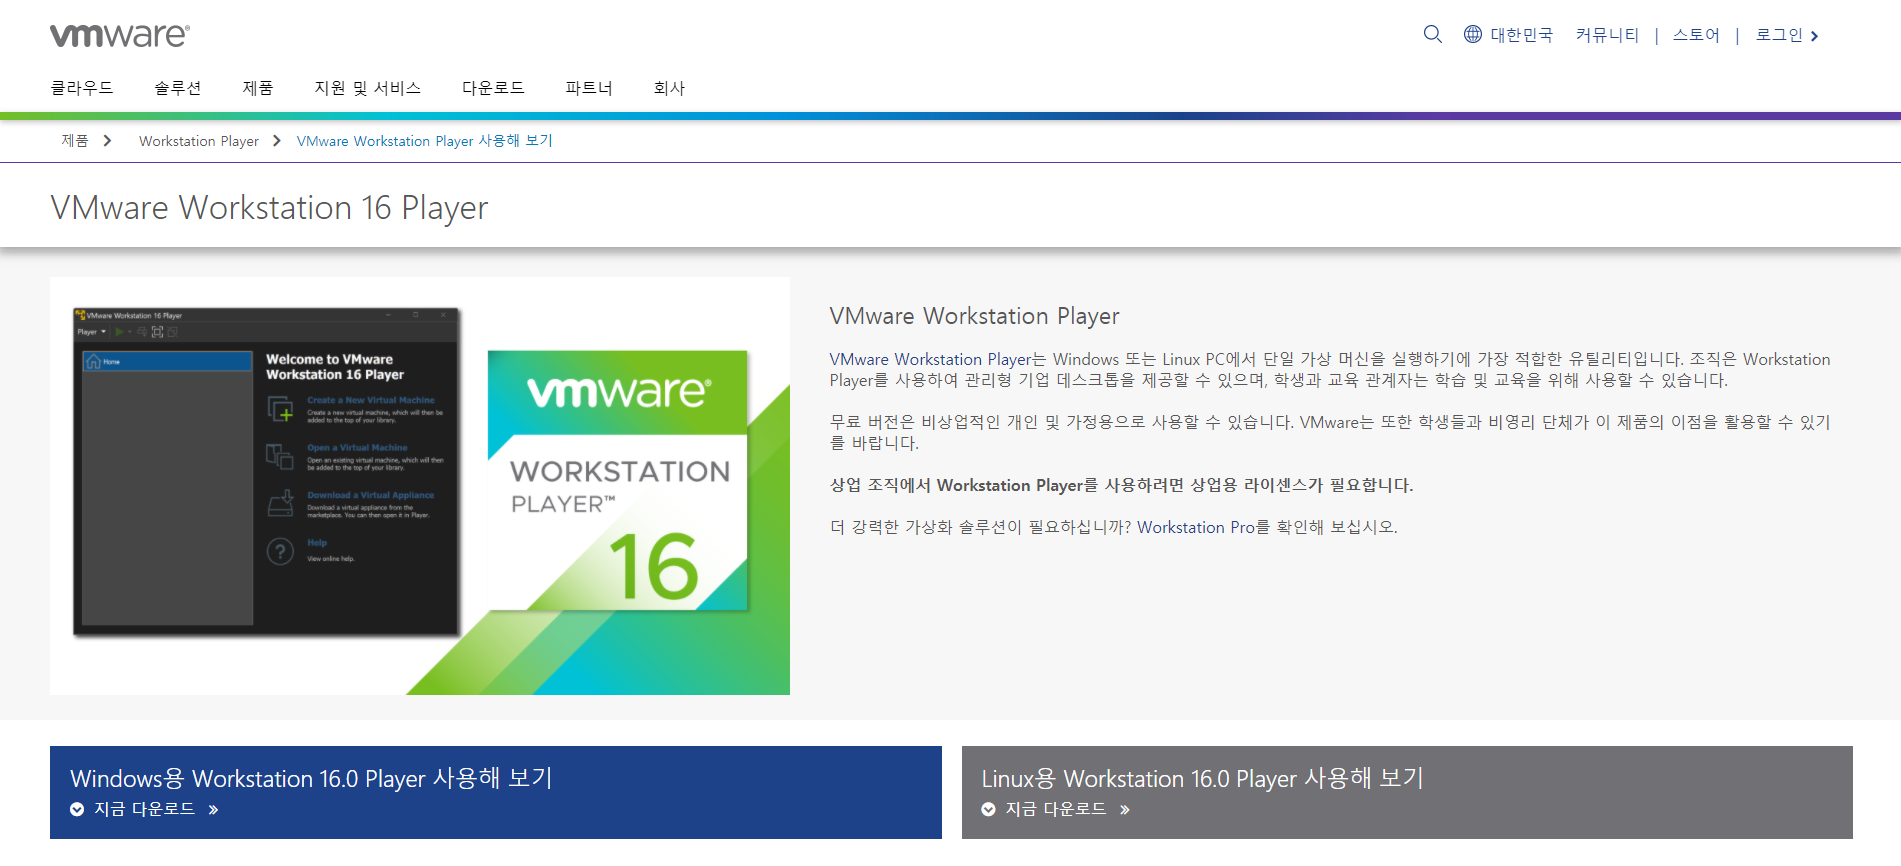 vmware®
대한민국 커뮤니티 | 스토어 | 로그인
클라우드 솔루션 제품 지원 및 서비스 다운로드 파트너 회사
제품 Workstation Player VMware Workstation Player 사용해 보기
VMware Workstation 16 Player
VMware Workstation 16 Player
Player
Home
Welcome to VMware
Workstation 16 Player
Create a New Virtual Machine
Create a new virtual machine, which will then be
added to the top of your library.
Open a Virtual Machine
Open an existing virtual machine, which will then
be added to the top of your library.
Download a Virtual Appliance
Download a virtual appliance from the
marketplace. You can then open it in Player.
Help
View online help.
vmware®
WORKSTATION
PLAYER™
16
VMware Workstation Player
VMware Workstation Player는 Windows 또는 Linux PC에서 단일 가상 머신을 실행하기에 가장 적합한 유틸리티입니다. 조직은 Workstation
Player를 사용하여 관리형 기업 데스크톱을 제공할 수 있으며, 학생과 교육 관계자는 학습 및 교육을 위해 사용할 수 있습니다.
무료 버전은 비상업적인 개인 및 가정용으로 사용할 수 있습니다. VMware는 또한 학생들과 비영리 단체가 이 제품의 이점을 활용할 수 있기
를 바랍니다.
상업 조직에서 Workstation Player를 사용하려면 상업용 라이센스가 필요합니다.
더 강력한 가상화 솔루션이 필요하십니까? Workstation Pro를 확인해 보십시오.
Windows용 Workstation 16.0 Player 사용해 보기
지금 다운로드 »
Linux용 Workstation 16.0 Player 사용해 보기
지금 다운로드 »